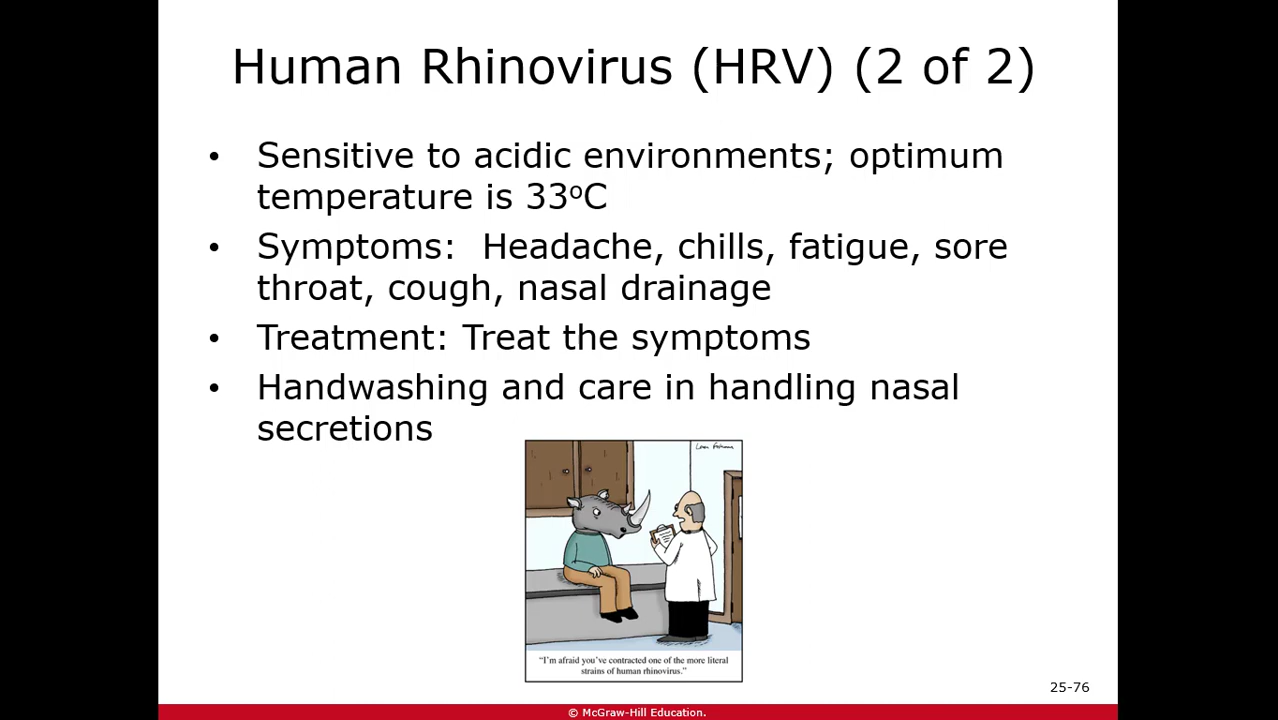 Human Rhinovirus (HRV) (2 of 2)
• Sensitive to acidic environments; optimum
temperature is 33ºC
• Symptoms:  Headache, chills, fatigue, sore
throat, cough, nasal drainage
• Treatment: Treat the symptoms
• Handwashing and care in handling nasal
secretions
“I’m afraid you’ve contracted one of the more literal
strains of human rhinovirus.”
25-76
© McGraw-Hill Education.